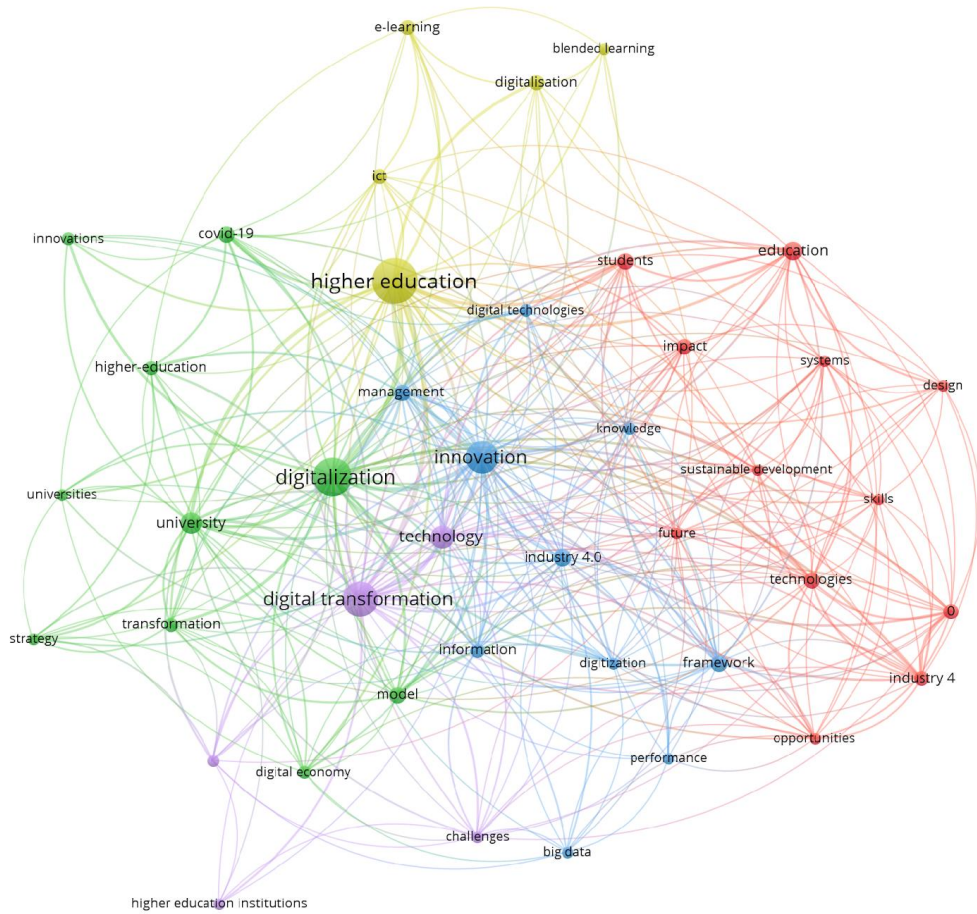 e-learning
blended learning
digitalisation
ict
innovations
covid-19
education
students
higher education
digital technologies
impact
systems
higher-education
design
management
knowledge
innovation
sustainable development
digitalization
universities
skills
university
technology
future
industry 4.0
technologies
digital transformation
0
transformation
strategy
information
digitization
framework
industry 4
model
opportunities
performance
digital economy
challenges
big data
higher education institutions